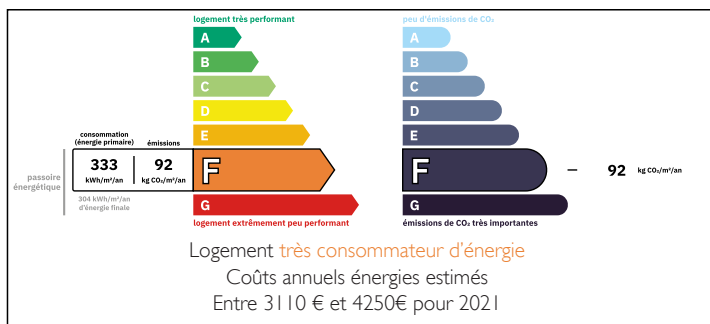 logement très performant
A
B
C
D
E
consommation
(énergie primaire)
émissions
333
kWh/m²/an
92
kg CO₂/m²/an
F
passoire
énergétique
304 kWh/m²/an
d'énergie finale
G
logement extrêmement peu performant
peu d'émissions de CO₂
A
B
C
D
E
F
92 kg CO₂/m²/an
G
émissions de CO₂ très importantes
Logement très consommateur d'énergie
Coûts annuels énergies estimés
Entre 3110 € et 4250€ pour 2021